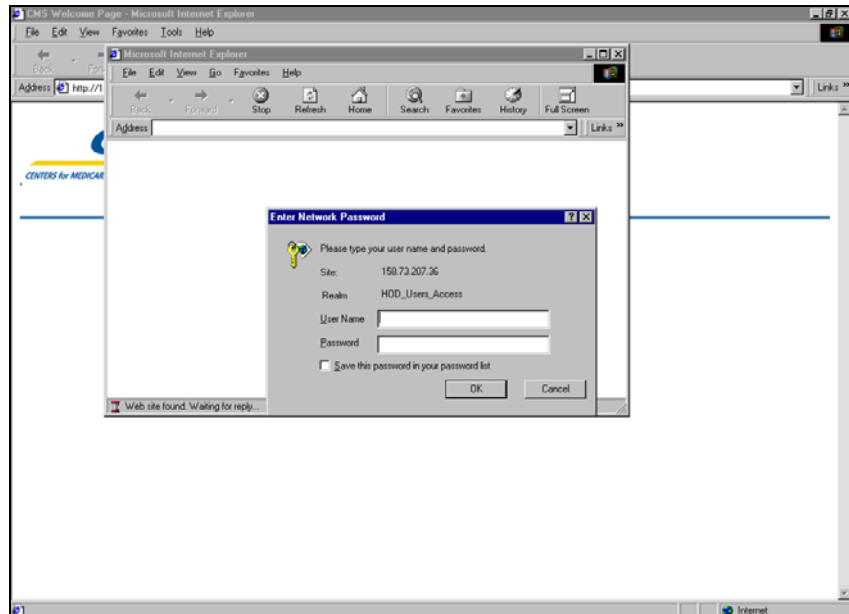 CMS Welcome Page - Microsoft Internet Explorer
File Edit View Favorites Tools Help
Back
Address http://1
Links »
Microsoft Internet Explorer
File Edit View Go Favorites Help
Back Forward Stop Refresh Home Search Favorites History Full Screen
Address Links »
CENTERS for MEDICAR
Enter Network Password
Please type your user name and password.
Site: 158.73.207.36
Realm HOD_Users_Access
User Name
Password
Save this password in your password list
OK Cancel
Web site found. Waiting for reply...
Internet